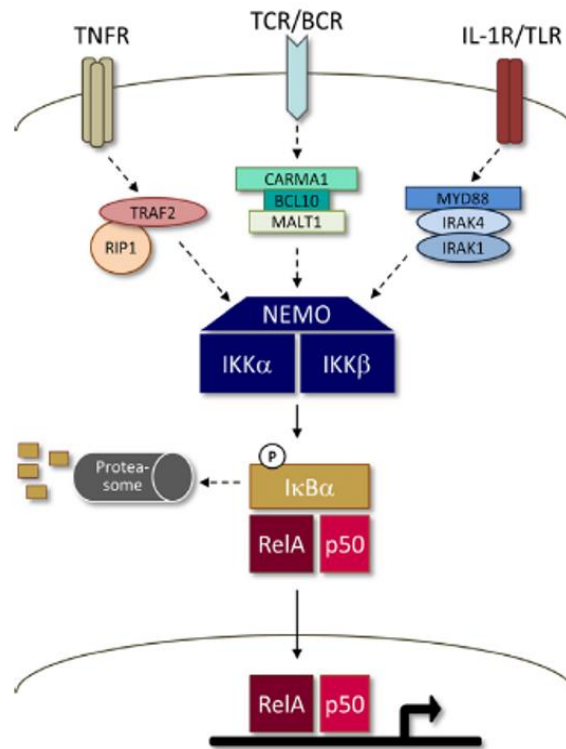 TNFR
TCR/BCR
IL-1R/TLR
CARMA1
BCL10
MALT1
TRAF2
RIP1
MYD88
IRAK4
IRAK1
NEMO
IKKα
IKKβ
P
Protea-
some
IκBα
RelA
p50
RelA
p50